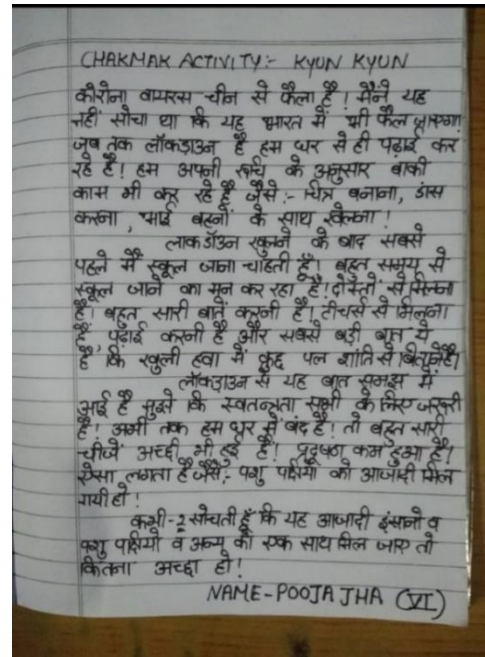 CHAKMAK ACTIVITY:- KYUN KYUN
कोरोना वायरस चीन से फैला है! मैंने यह
नहीं सोचा था कि यह भारत में भी फैल जाएगा!
जब तक लॉकडाउन है हम घर से ही पढ़ाई कर
रहे है! हम अपनी रुचि के अनुसार बाकी
काम भी कर रहे है जैसे:- चित्र बनाना, डांस
करना, भाई बहनों के साथ खेलना!
लाकडॉउन खुलने के बाद सबसे
पहले मैं स्कूल जाना चाहती हूँ! बहुत समय से
स्कूल जाने का मन कर रहा है! दोस्तों से मिलना
है! बहुत सारी बातें करनी है! टीचर्स से मिलना
है, पढ़ाई करनी है और सबसे बड़ी बात ये
है कि खुली हवा में कुछ पल शांति से बिताने है!
लॉकडाउन से यह बात समझ में
आई है मुझे कि स्वतन्त्रता सभी के लिए जरूरी
है! अभी तक हम घर में बंद है! तो बहुत सारी
चीजें अच्छी भी हुई है! प्रदूषण कम हुआ है!
ऐसा लगता है जैसे:- पशु पक्षियों को आजादी मिल
गयी हो!
कभी-2 सोचती हूँ कि यह आजादी इंसानो व
पशु पक्षियों व अन्य को एक साथ मिल जाए तो
कितना अच्छा हो!
NAME-POOJA JHA (VI)